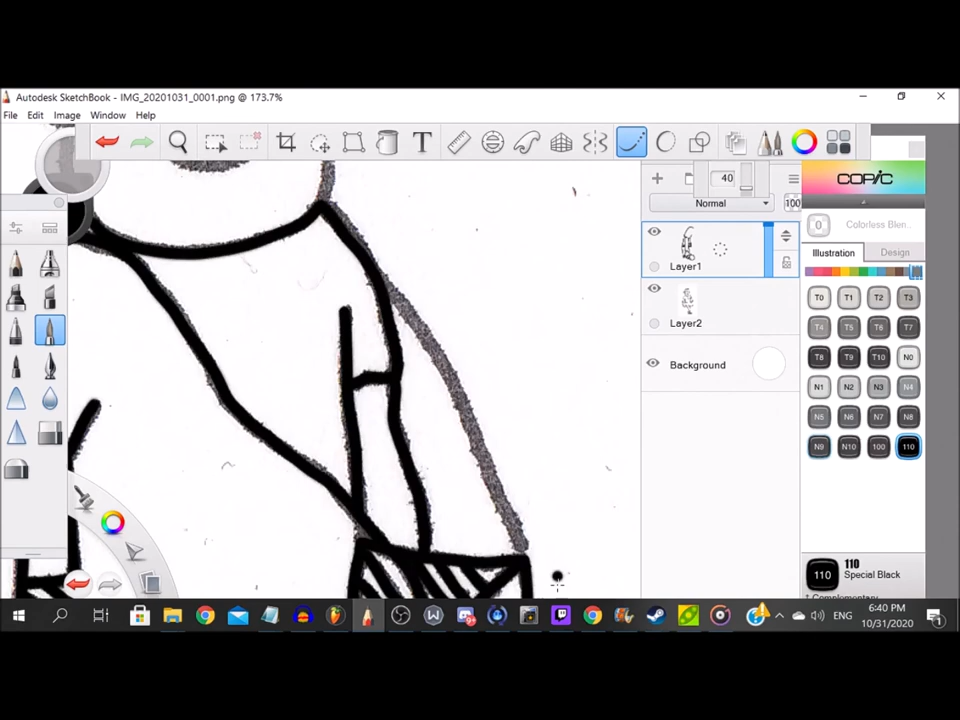 Autodesk SketchBook - IMG_20201031_0001.png @ 173.7%
File Edit Image Window Help
T
40
COPIC
Normal 100
0 Colorless Blen..
Layer1
Illustration Design
T0 T1 T2 T3
Layer2
T4 T5 T6 T7
Background
T8 T9 T10 N0
N1 N2 N3 N4
N5 N6 N7 N8
N9 N10 100 110
110 110
Special Black
6:40 PM
ENG
10/31/2020
1